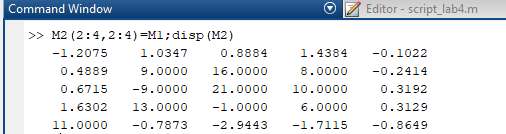 Command Window
Editor - script_lab4.m
>> M2(2:4,2:4)=M1;disp(M2)
-1.2075 1.0347 0.8884 1.4384 -0.1022
0.4889 9.0000 16.0000 8.0000 -0.2414
0.6715 -9.0000 21.0000 10.0000 0.3192
1.6302 13.0000 -1.0000 6.0000 0.3129
11.0000 -0.7873 -2.9443 -1.7115 -0.8649